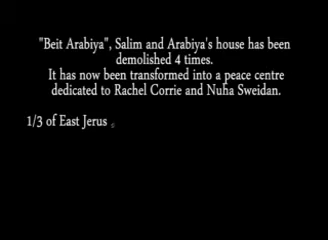 "Beit Arabiya", Salim and Arabiya's house has been
demolished 4 times.
It has now been transformed into a peace centre
dedicated to Rachel Corrie and Nuha Sweidan.
1/3 of East Jerus